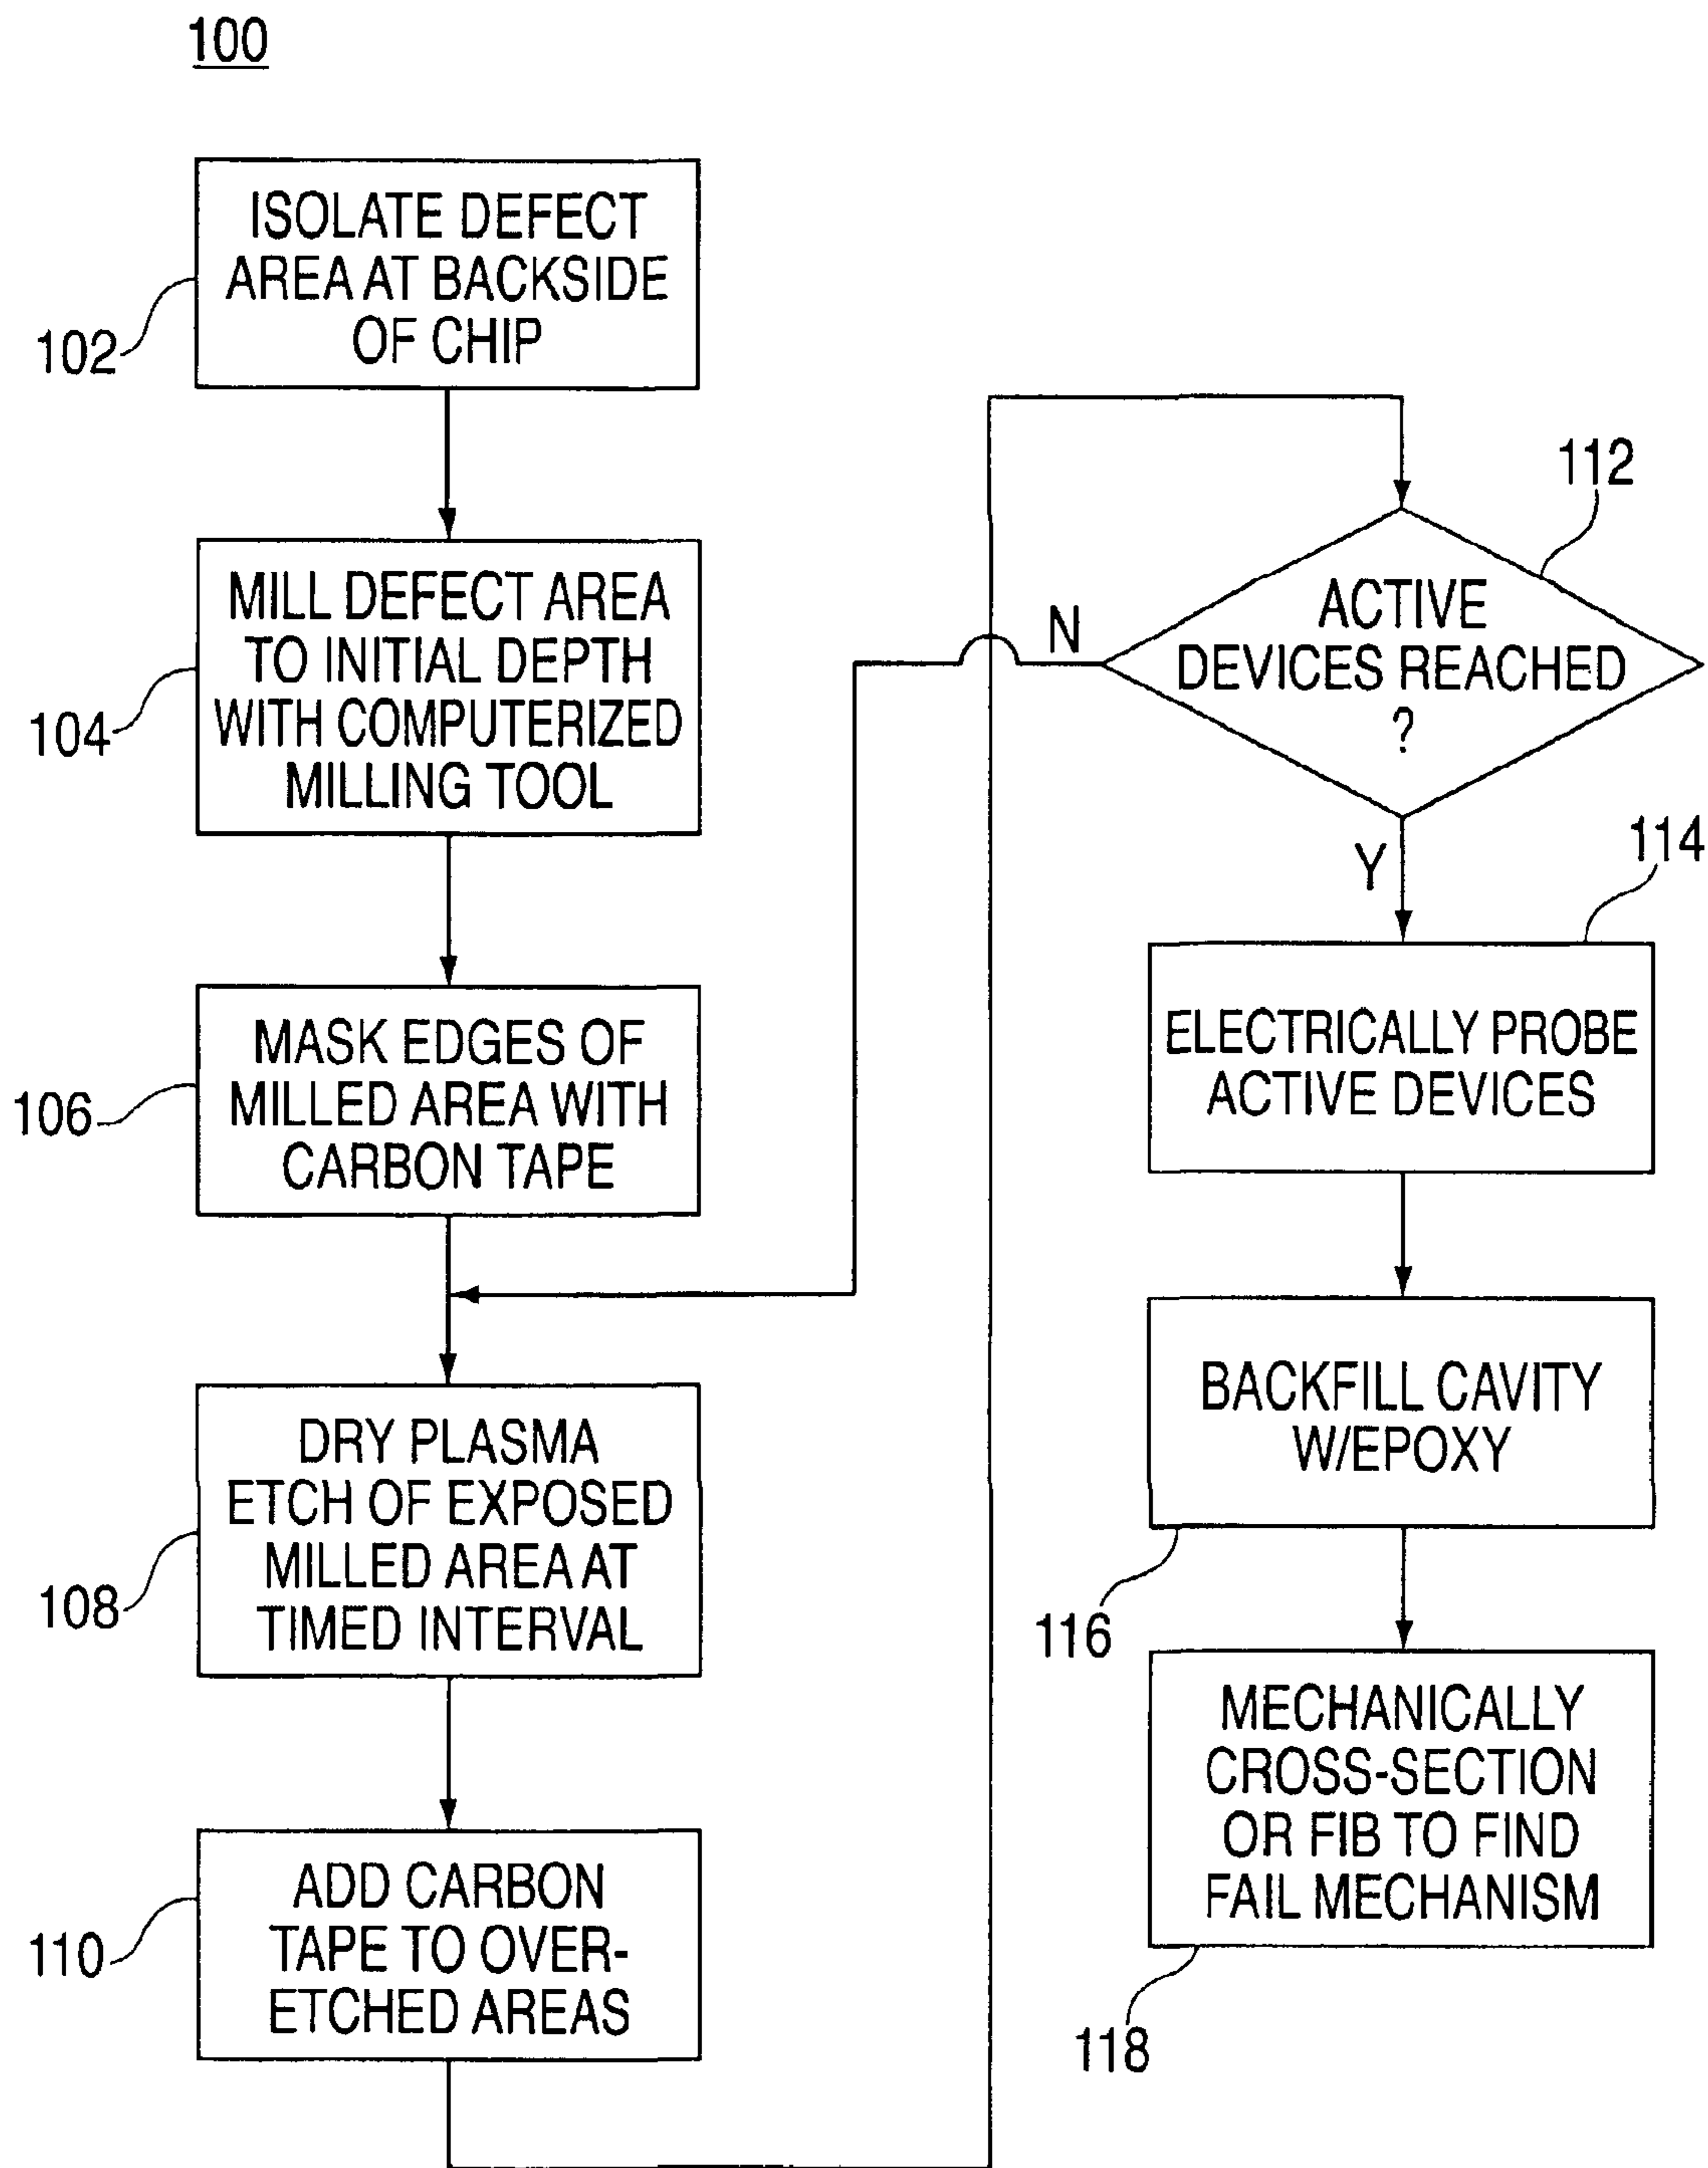 100
ISOLATE DEFECT
AREA AT BACKSIDE
OF CHIP
102
MILL DEFECT AREA
TO INITIAL DEPTH
WITH COMPUTERIZED
MILLING TOOL
104
MASK EDGES OF
MILLED AREA WITH
CARBON TAPE
106
DRY PLASMA
ETCH OF EXPOSED
MILLED AREA AT
TIMED INTERVAL
108
ADD CARBON
TAPE TO OVER-
ETCHED AREAS
110
112
ACTIVE
DEVICES REACHED
?
N
Y
114
ELECTRICALLY PROBE
ACTIVE DEVICES
BACKFILL CAVITY
W/EPOXY
116
MECHANICALLY
CROSS-SECTION
OR FIB TO FIND
FAIL MECHANISM
118